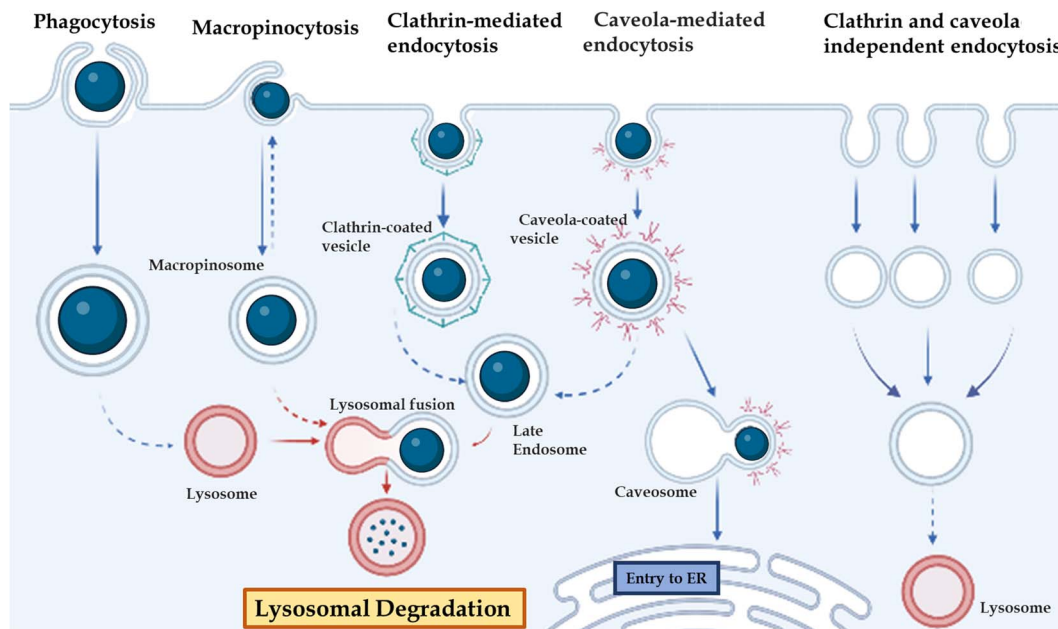 Phagocytosis
Macropinocytosis
Clathrin-mediated
endocytosis
Caveola-mediated
endocytosis
Clathrin and caveola
independent endocytosis
Clathrin-coated
vesicle
Caveola-coated
vesicle
Macropinosome
Lysosomal fusion
Late
Endosome
Lysosome
Caveosome
Entry to ER
Lysosomal Degradation
Lysosome